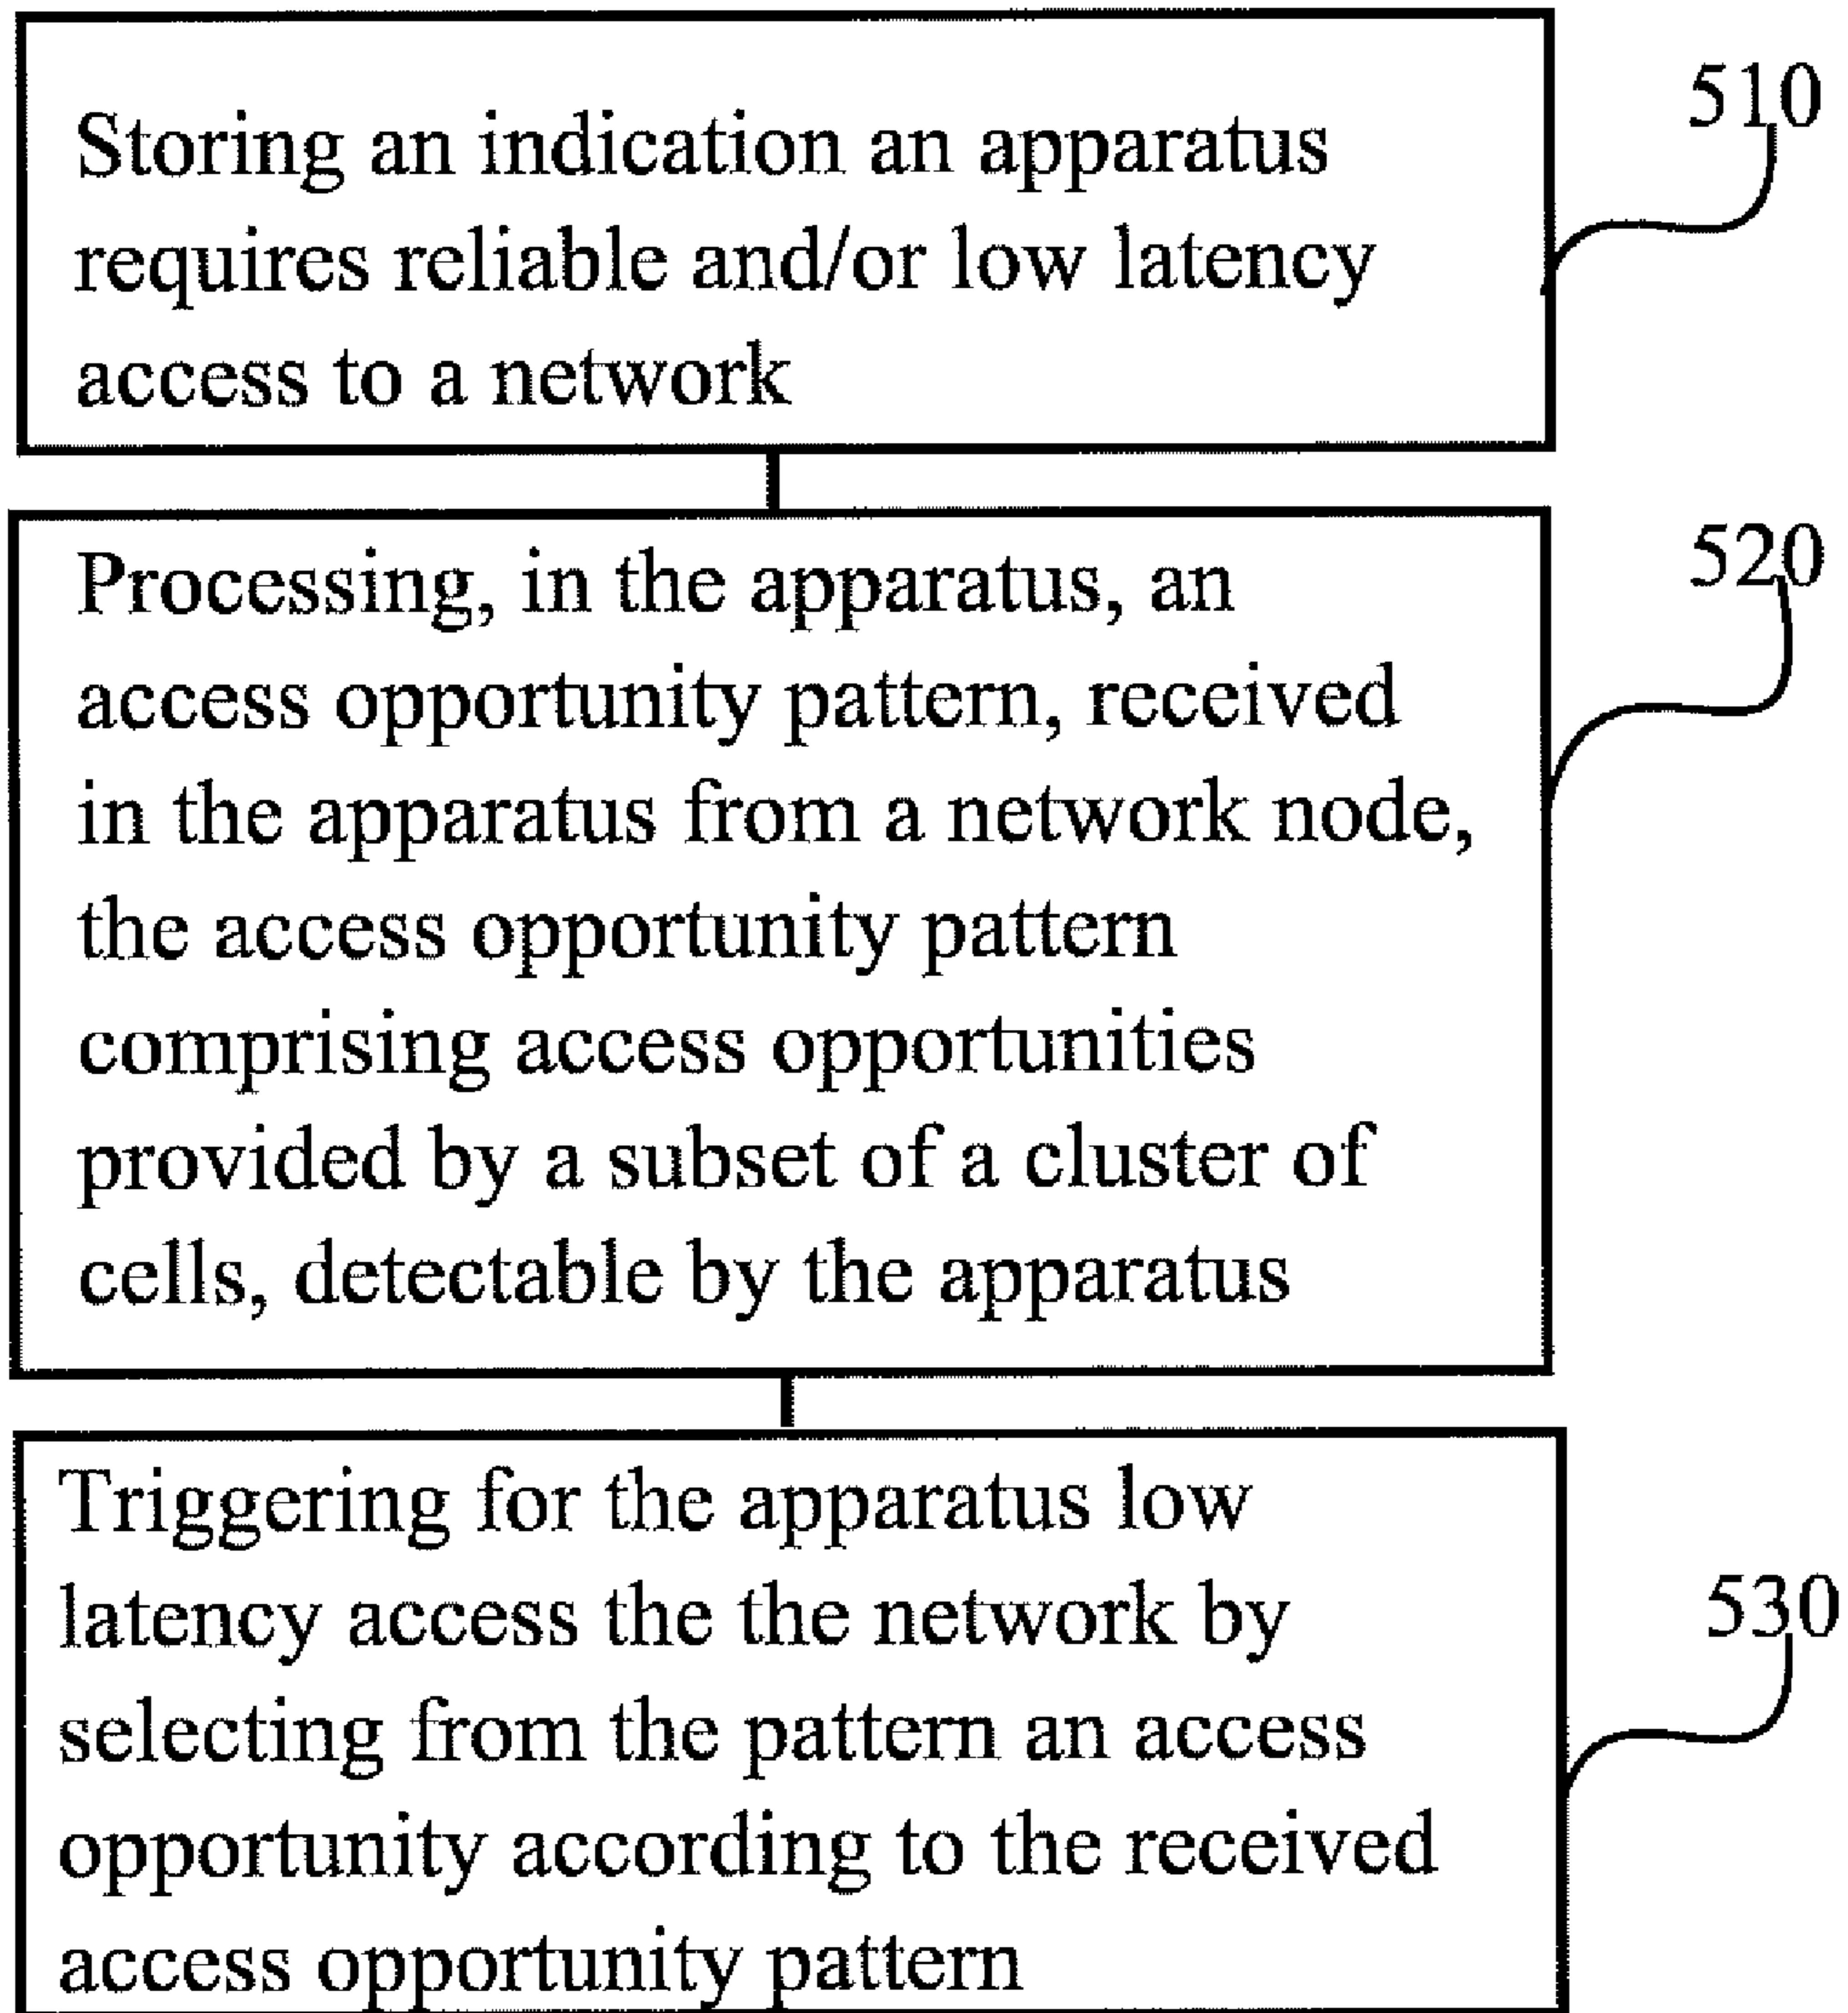 Storing an indication an apparatus
requires reliable and/or low latency
access to a network
510
Processing, in the apparatus, an
access opportunity pattern, received
in the apparatus from a network node,
the access opportunity pattern
comprising access opportunities
provided by a subset of a cluster of
cells, detectable by the apparatus
520
Triggering for the apparatus low
latency access the the network by
selecting from the pattern an access
opportunity according to the received
access opportunity pattern
530